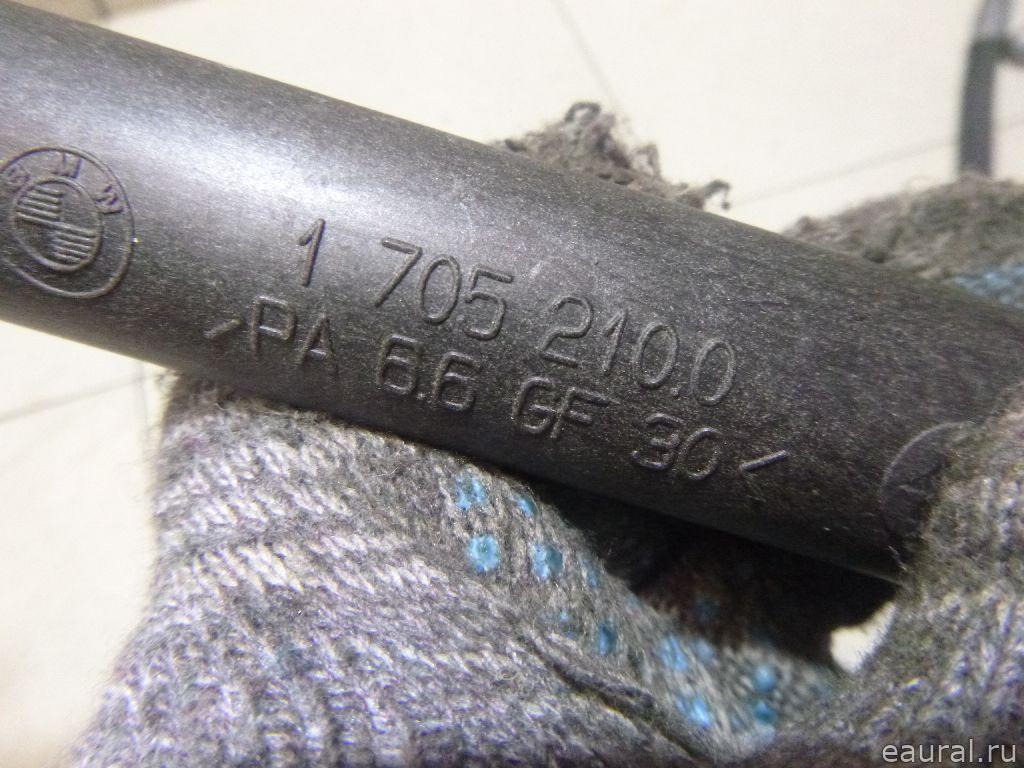 BMW
1 705 210.0
>PA 6.6 GF 30<
eaural.ru